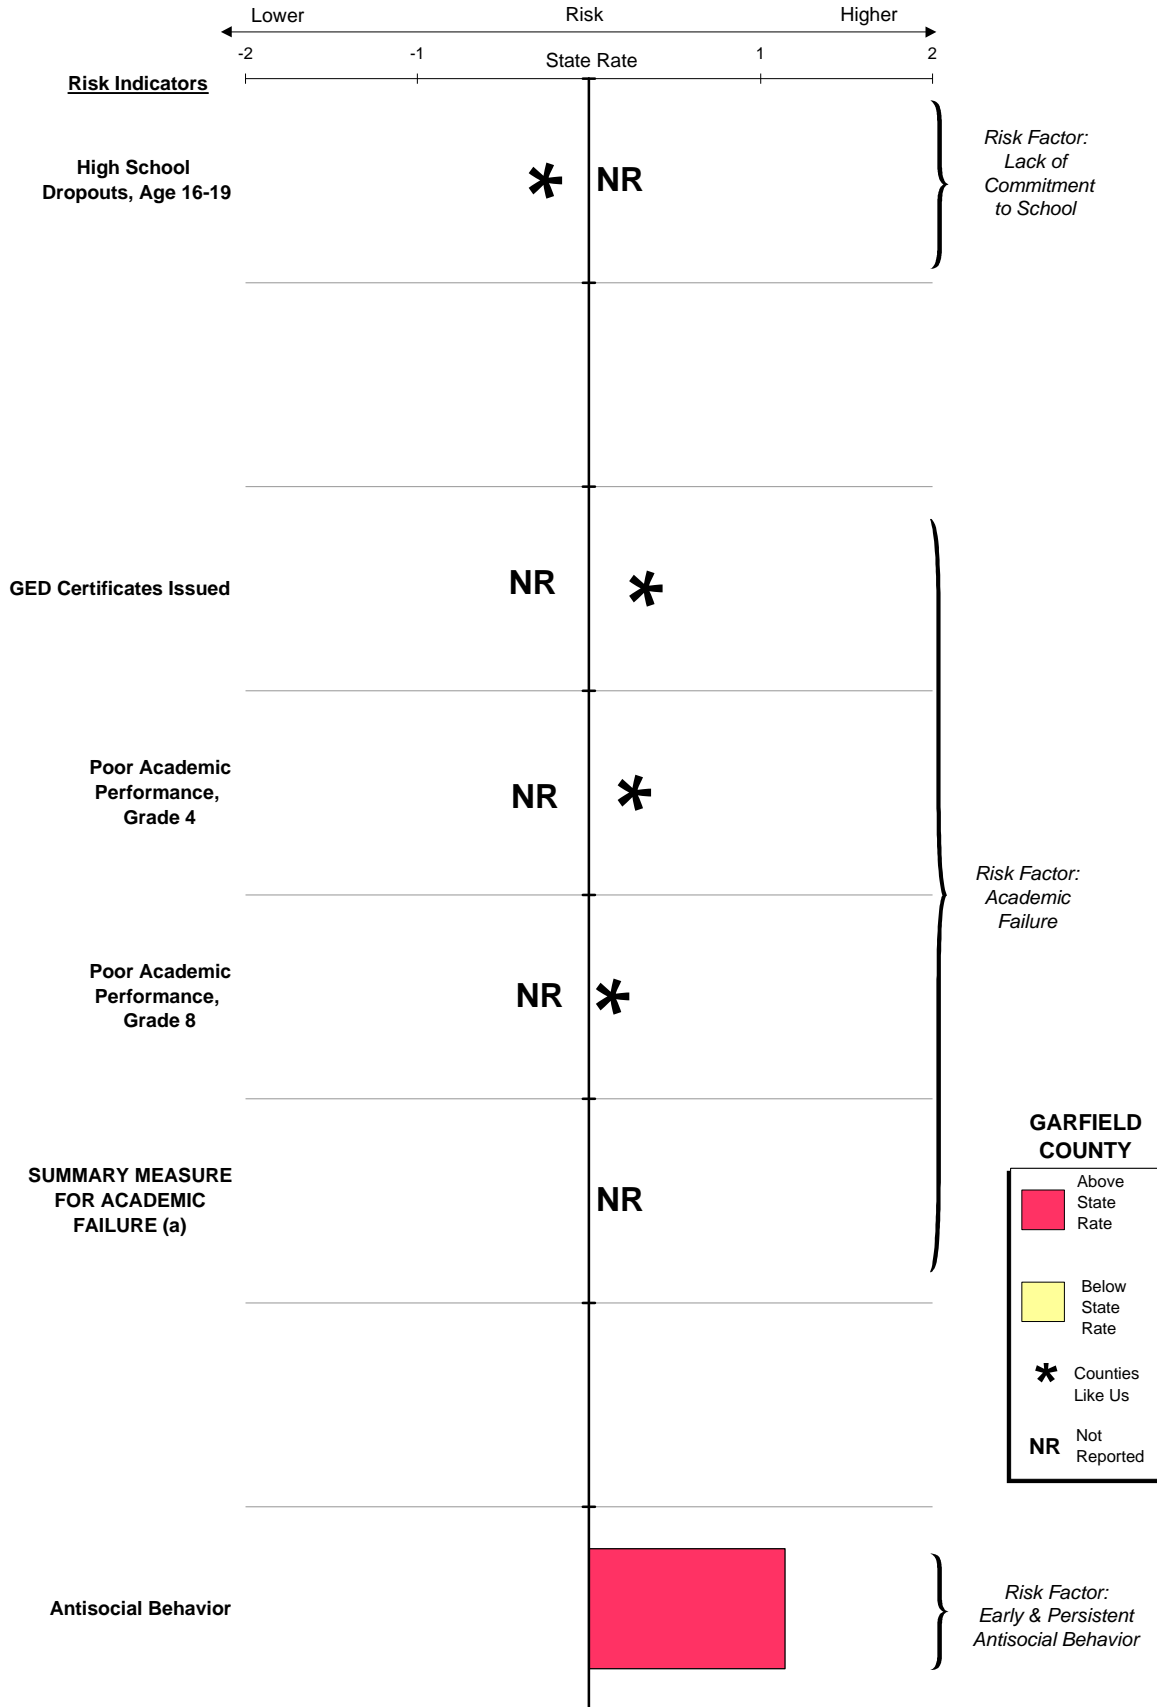 Lower Risk Higher
-2 -1 State Rate 1 2
Risk Indicators
High School
Dropouts, Age 16-19
* NR
Risk Factor:
Lack of
Commitment
to School
GED Certificates Issued
NR *
Poor Academic
Performance,
Grade 4
NR *
Risk Factor:
Academic
Failure
Poor Academic
Performance,
Grade 8
NR *
SUMMARY MEASURE
FOR ACADEMIC
FAILURE (a)
NR
GARFIELD
COUNTY
Above
State
Rate
Below
State
Rate
* Counties
Like Us
NR Not
Reported
Antisocial Behavior
Risk Factor:
Early & Persistent
Antisocial Behavior